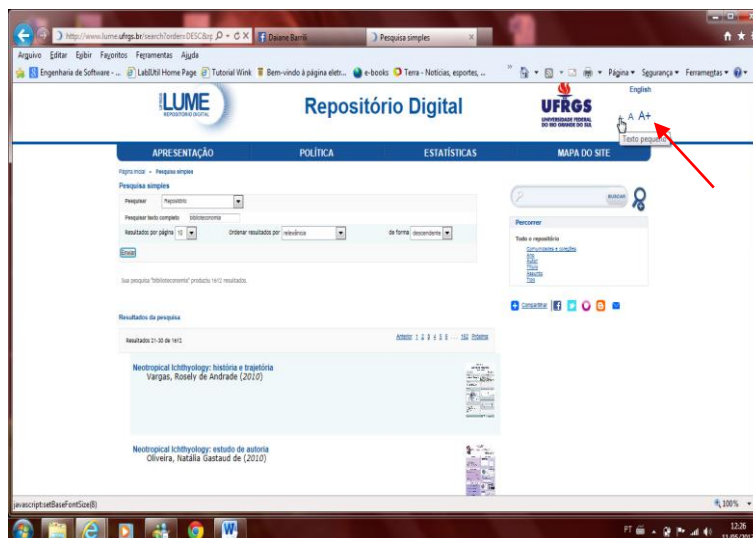 http://www.lume.ufrgs.br/search?order=DESC&rp
Daiane Barrili
Pesquisa simples
Arquivo Editar Exibir Favoritos Ferramentas Ajuda
Engenharia de Software - ... LabIUtil Home Page Tutorial Wink Bem-vindo à página eletr... e-books Terra - Notícias, esportes, ... Página Segurança Ferramentas
LUME
REPOSITÓRIO DIGITAL
Repositório Digital
UFRGS
UNIVERSIDADE FEDERAL
DO RIO GRANDE DO SUL
English
A A+
Texto pequeno
APRESENTAÇÃO POLÍTICA ESTATÍSTICAS MAPA DO SITE
Página inicial Pesquisa simples
Pesquisa simples
Pesquisar Repositório
Pesquisar texto completo biblioteconomia
Resultados por página 10 Ordenar resultados por relevância de forma descendente
Enviar
Sua pesquisa "biblioteconomia" produziu 1612 resultados.
BUSCAR
Percorrer
Todo o repositório
Comunidades e coleções
Ano
Autor
Título
Assunto
Tipo
Compartilhar
Resultados da pesquisa
Resultados 21-30 de 1612
Anterior 1 2 3 4 5 6 ... 162 Próxima
Neotropical Ichthyology: história e trajetória
Vargas, Rosely de Andrade (2010)
Neotropical Ichthyology: estudo de autoria
Oliveira, Natália Gastaud de (2010)
javascript:setBaseFontSize(8)
100%
PT
12:26